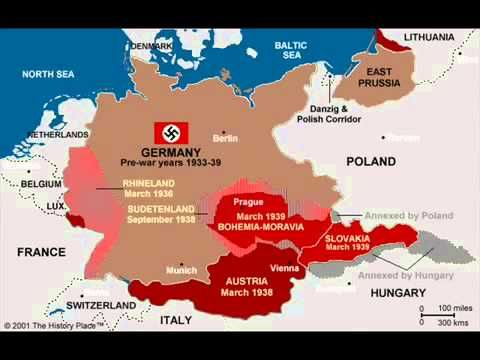 LITHUANIA
DENMARK
BALTIC
SEA
NORTH SEA
EAST
PRUSSIA
Danzig &
Polish Corridor
NETHERLANDS
Berlin
Warsaw
GERMANY
Pre-war years 1933-39
POLAND
BELGIUM
RHINELAND
March 1936
LUX.
SUDETENLAND
September 1938
Prague
March 1939
BOHEMIA-MORAVIA
Annexed by Poland
SLOVAKIA
March 1939
FRANCE
Munich
Vienna
Annexed by Hungary
AUSTRIA
March 1938
HUNGARY
SWITZERLAND
ITALY
0 100 miles
0 300 kms
© 2001 The History Place™